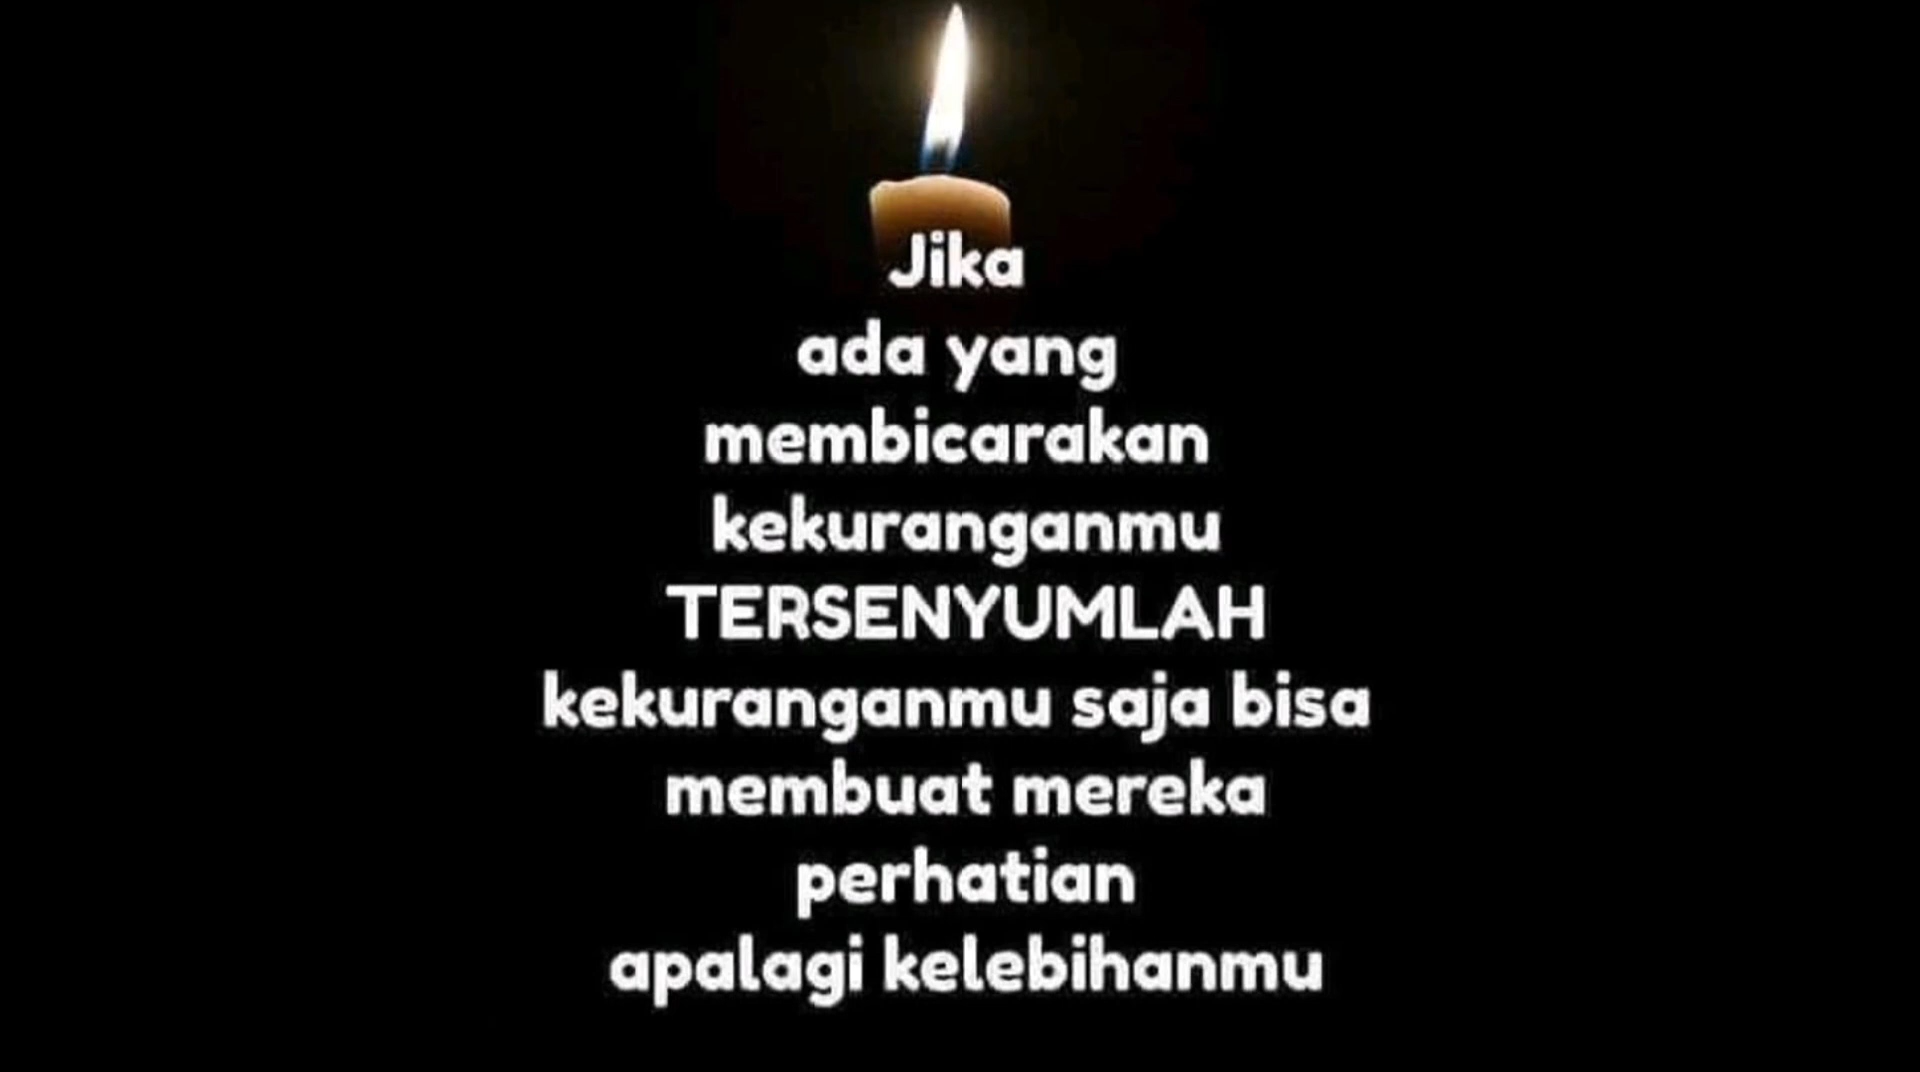 Jika
ada yang
membicarakan
kekuranganmu
TERSENYUMLAH
kekuranganmu saja bisa
membuat mereka
perhatian
apalagi kelebihanmu